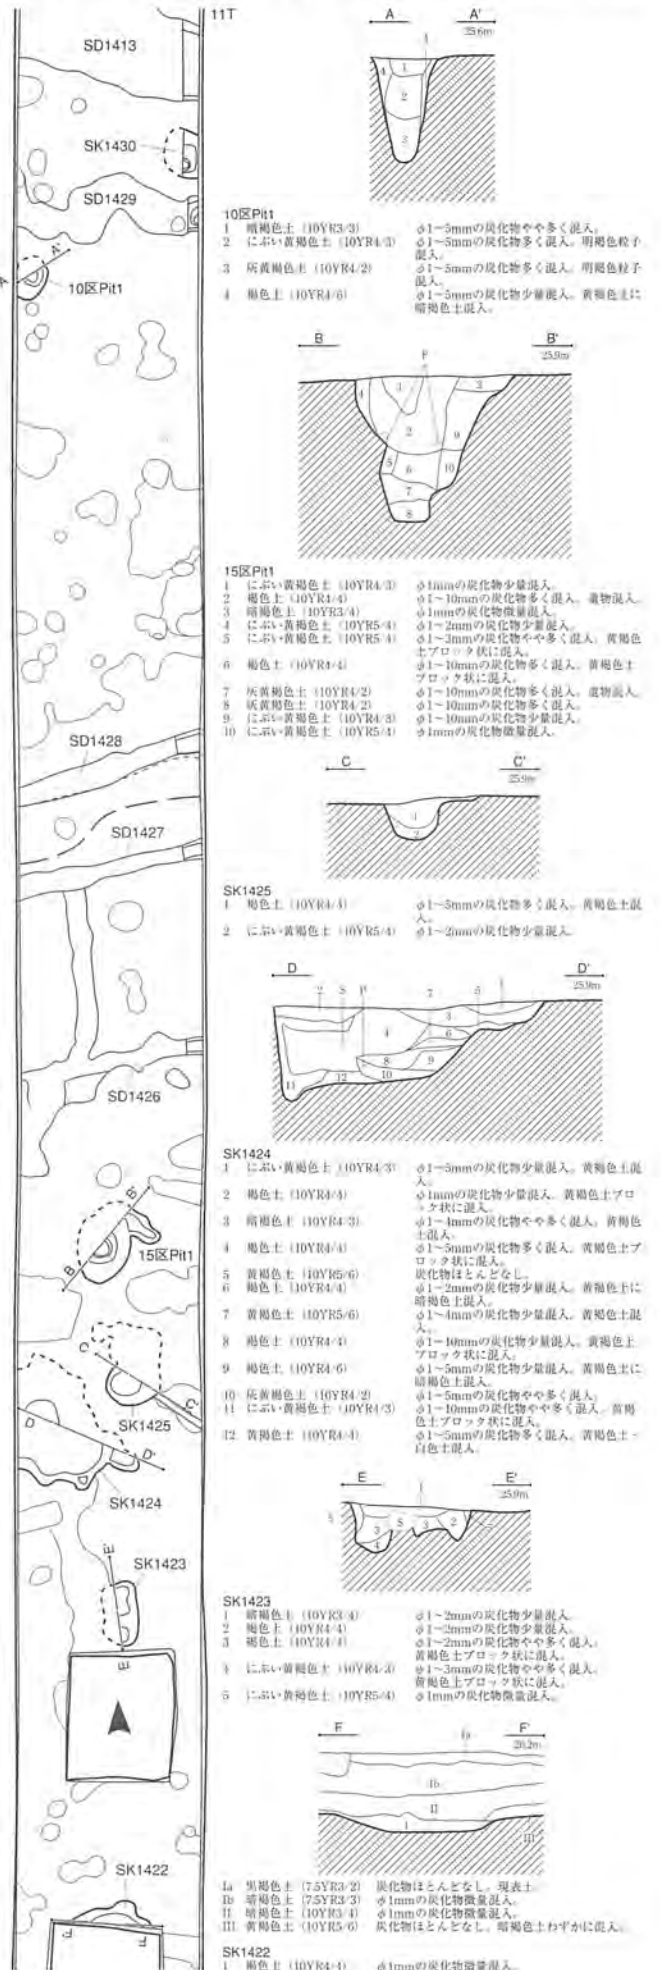 11T
SD1413
SK1430
SD1429
A A'
10区Pit1
SD1428
SD1427
SD1426
B B'
15区Pit1
C C'
SK1425
D D'
SK1424
E E'
SK1423
SK1422
F F'
A A'
25.6m
1
4 1
2
3
10区Pit1
1 暗褐色土（10YR3/3） φ1~5mmの炭化物やや多く混入。
2 にぶい黄褐色土（10YR4/3） φ1~5mmの炭化物多く混入。明褐色粒子
混入。
3 灰黄褐色土（10YR4/2） φ1~5mmの炭化物多く混入。明褐色粒子
混入。
4 褐色土（10YR4/6） φ1~5mmの炭化物少量混入。黄褐色土に
暗褐色土混入。
B B'
25.9m
P
4 1 3
2 9
5 6 10
7
8
15区Pit1
1 にぶい黄褐色土（10YR4/3） φ1mmの炭化物少量混入。
2 褐色土（10YR4/4） φ1~10mmの炭化物多く混入。遺物混入。
3 暗褐色土（10YR3/4） φ1mmの炭化物微量混入。
4 にぶい黄褐色土（10YR5/4） φ1~2mmの炭化物少量混入。
5 にぶい黄褐色土（10YR5/4） φ1~3mmの炭化物やや多く混入。黄褐色
土ブロック状に混入。
6 褐色土（10YR4/4） φ1~10mmの炭化物多く混入。黄褐色土
ブロック状に混入。
7 灰黄褐色土（10YR4/2） φ1~10mmの炭化物多く混入。遺物混入。
8 灰黄褐色土（10YR4/2） φ1~10mmの炭化物多く混入。
9 にぶい黄褐色土（10YR4/3） φ1~10mmの炭化物少量混入。
10 にぶい黄褐色土（10YR5/4） φ1mmの炭化物微量混入。
C C'
25.9m
1
2
SK1425
1 褐色土（10YR4/4） φ1~5mmの炭化物多く混入。黄褐色土混
入。
2 にぶい黄褐色土（10YR5/4） φ1~2mmの炭化物少量混入。
D D'
25.9m
2 S P 7 5 1
3
4 6
8 9
11 12 10
SK1424
1 にぶい黄褐色土（10YR4/3） φ1~5mmの炭化物少量混入。黄褐色土混
入。
2 褐色土（10YR4/4） φ1mmの炭化物少量混入。黄褐色土ブロ
ック状に混入。
3 暗褐色土（10YR4/3） φ1~4mmの炭化物やや多く混入。黄褐色
土混入。
4 褐色土（10YR4/4） φ1~5mmの炭化物多く混入。黄褐色土ブ
ロック状に混入。
5 黄褐色土（10YR5/6） 炭化物ほとんどなし。
6 褐色土（10YR4/4） φ1~2mmの炭化物少量混入。黄褐色土に
暗褐色土混入。
7 黄褐色土（10YR5/6） φ1~4mmの炭化物少量混入。黄褐色土混
入。
8 褐色土（10YR4/4） φ1~10mmの炭化物少量混入。黄褐色土
ブロック状に混入。
9 褐色土（10YR4/6） φ1~5mmの炭化物少量混入。黄褐色土に
暗褐色土混入。
10 灰黄褐色土（10YR4/2） φ1~5mmの炭化物やや多く混入。
11 にぶい黄褐色土（10YR4/3） φ1~10mmの炭化物やや多く混入。黄褐
色土ブロック状に混入。
12 黄褐色土（10YR4/4） φ1~5mmの炭化物多く混入。黄褐色土・
白色土混入。
E E'
25.9m
1
3 S 3 2
4
SK1423
1 暗褐色土（10YR3/4） φ1~2mmの炭化物少量混入。
2 褐色土（10YR4/4） φ1~2mmの炭化物少量混入。
3 褐色土（10YR4/4） φ1~2mmの炭化物やや多く混入。
黄褐色土ブロック状に混入。
4 にぶい黄褐色土（10YR4/3） φ1~3mmの炭化物やや多く混入。
黄褐色土ブロック状に混入。
5 にぶい黄褐色土（10YR5/4） φ1mmの炭化物微量混入。
F F'
26.2m
Ia
Ib
II
1
III
Ia 黒褐色土（7.5YR3/2） 炭化物ほとんどなし。現表土。
Ib 暗褐色土（7.5YR3/3） φ1mmの炭化物微量混入。
II 暗褐色土（10YR3/4） φ1mmの炭化物微量混入。
III 黄褐色土（10YR5/6） 炭化物ほとんどなし。暗褐色土わずかに混入。
SK1422
1 褐色土（10YR4/4） φ1mmの炭化物微量混入。